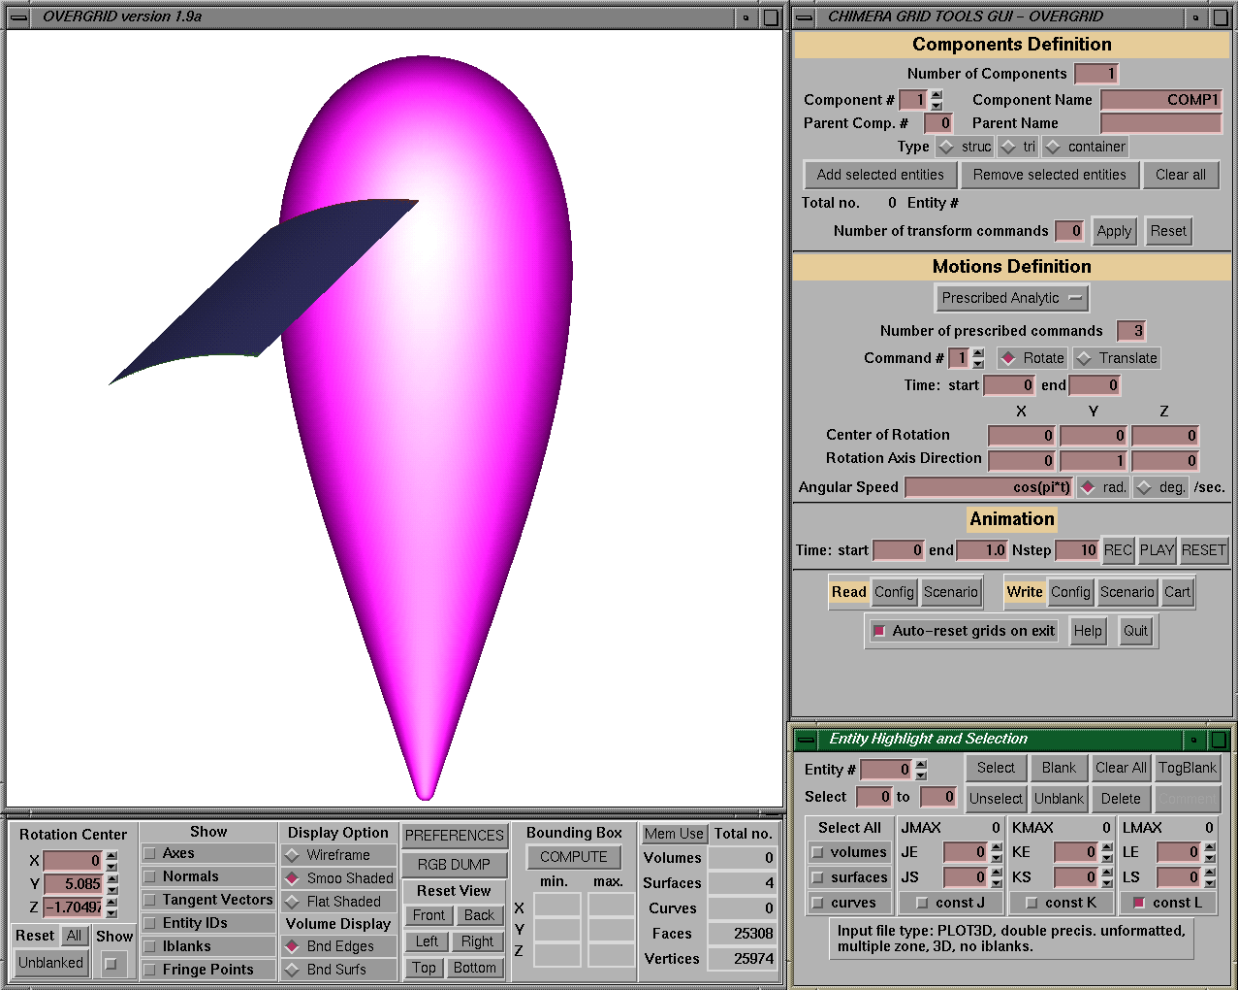 OVERGRID version 1.9a
CHIMERA GRID TOOLS GUI - OVERGRID
Components Definition
Number of Components 1
Component # 1 Component Name COMP1
Parent Comp. # 0 Parent Name
Type struc tri container
Add selected entities Remove selected entities Clear all
Total no. 0 Entity #
Number of transform commands 0 Apply Reset
Motions Definition
Prescribed Analytic
Number of prescribed commands 3
Command # 1 Rotate Translate
Time: start 0 end 0
X Y Z
Center of Rotation 0 0 0
Rotation Axis Direction 0 1 0
Angular Speed cos(pi*t) rad. deg. /sec.
Animation
Time: start 0 end 1.0 Nstep 10 REC PLAY RESET
Read Config Scenario Write Config Scenario Cart
Auto-reset grids on exit Help Quit
Entity Highlight and Selection
Entity # 0 Select Blank Clear All TogBlank
Select 0 to 0 Unselect Unblank Delete
Select All JMAX 0 KMAX 0 LMAX 0
volumes JE 0 KE 0 LE 0
surfaces JS 0 KS 0 LS 0
curves const J const K const L
Input file type: PLOT3D, double precis. unformatted,
multiple zone, 3D, no iblanks.
Rotation Center
X 0
Y 5.085
Z -1.70497
Reset All Show
Unblanked
Show
Axes
Normals
Tangent Vectors
Entity IDs
Iblanks
Fringe Points
Display Option
Wireframe
Smoo Shaded
Flat Shaded
Volume Display
Bnd Edges
Bnd Surfs
PREFERENCES
RGB DUMP
Reset View
Front Back
Left Right
Top Bottom
Bounding Box
COMPUTE
min. max.
X
Y
Z
Mem Use Total no.
Volumes 0
Surfaces 4
Curves 0
Faces 25308
Vertices 25974